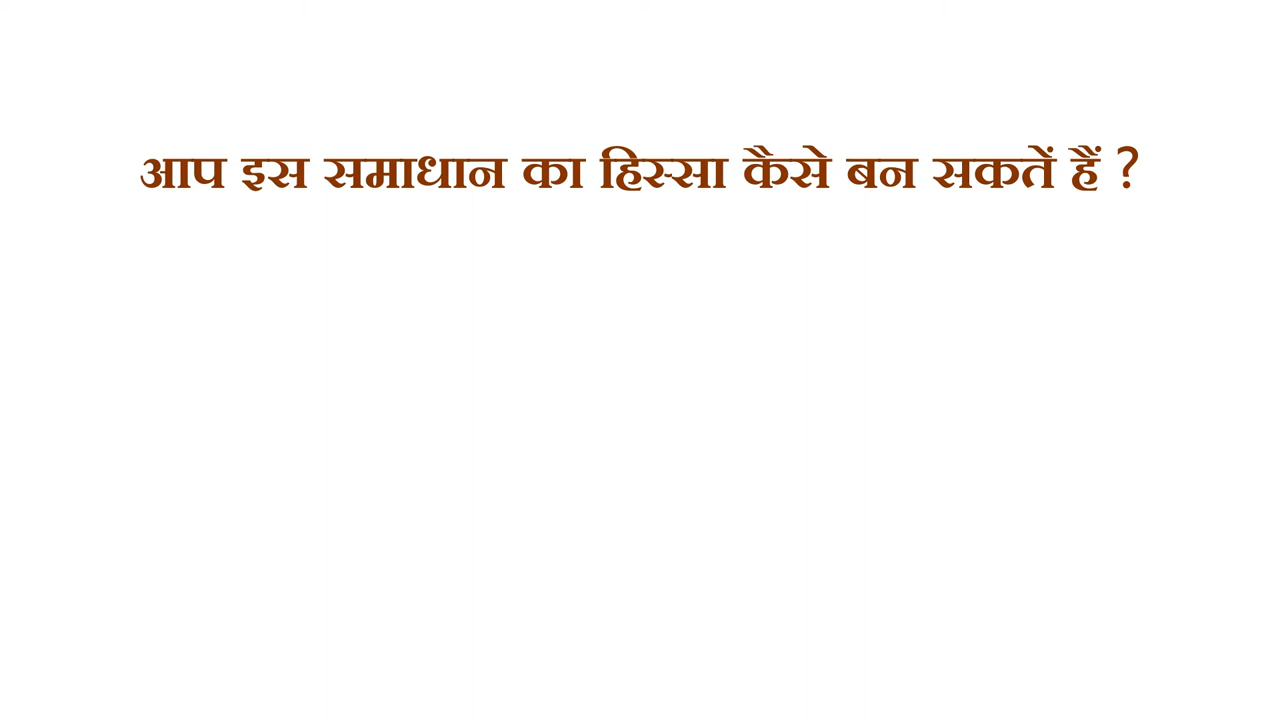 आप इस समाधान का हिस्सा कैसे बन सकतें हैं ?